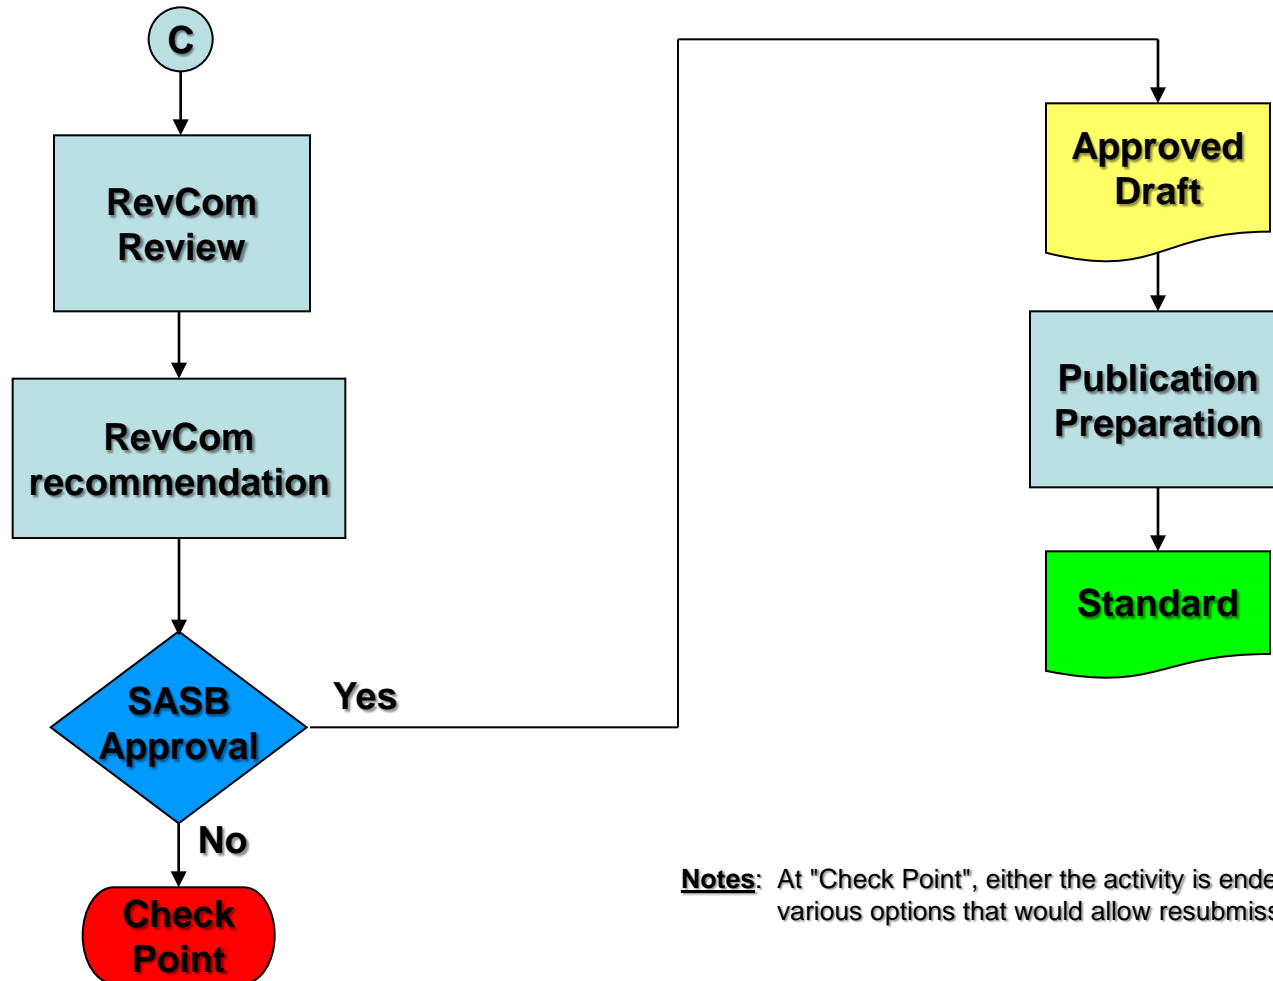 C
RevCom
Review
RevCom
recommendation
SASB
Approval
Yes
No
Check
Point
Approved
Draft
Publication
Preparation
Standard
Notes: At "Check Point", either the activity is ende
various options that would allow resubmiss